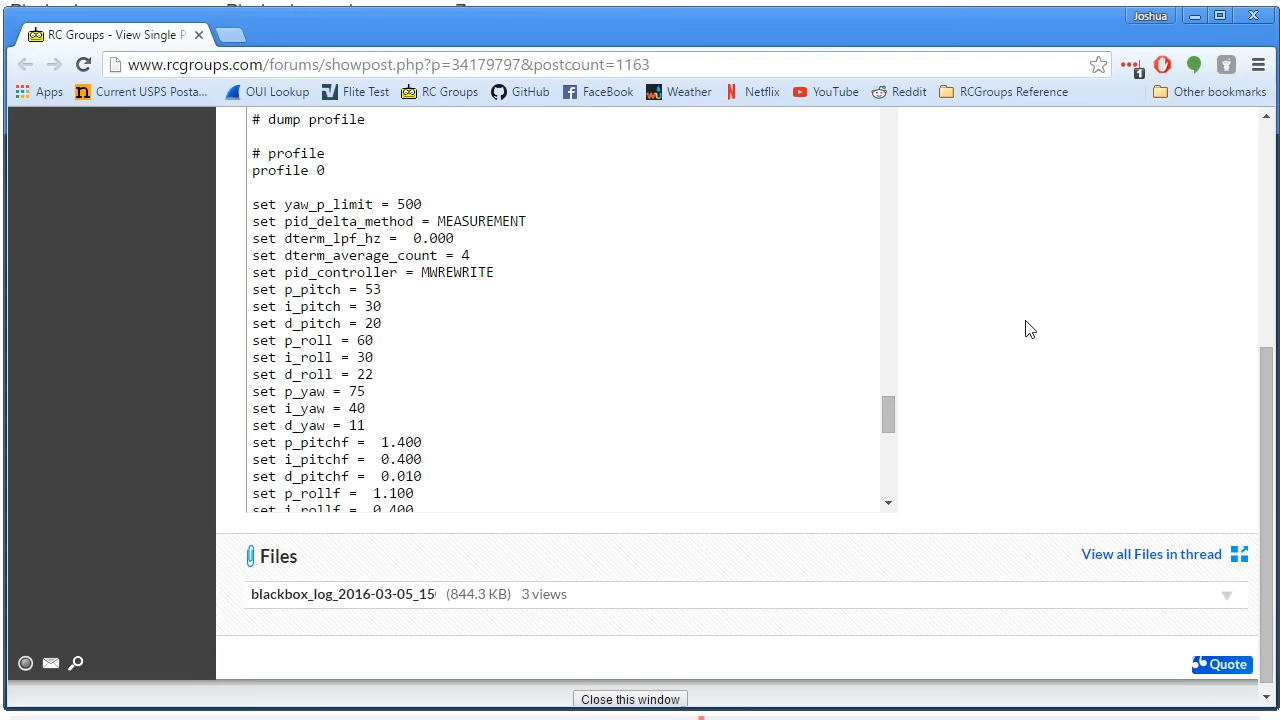 Joshua
RC Groups - View Single P
www.rcgroups.com/forums/showpost.php?p=34179797&postcount=1163
1
Apps
n Current USPS Posta...
OUI Lookup
Flite Test
RC Groups
GitHub
FaceBook
Weather
Netflix
YouTube
Reddit
RCGroups Reference
Other bookmarks
# dump profile
# profile
profile 0
set yaw_p_limit = 500
set pid_delta_method = MEASUREMENT
set dterm_lpf_hz =  0.000
set dterm_average_count = 4
set pid_controller = MWREWRITE
set p_pitch = 53
set i_pitch = 30
set d_pitch = 20
set p_roll = 60
set i_roll = 30
set d_roll = 22
set p_yaw = 75
set i_yaw = 40
set d_yaw = 11
set p_pitchf =  1.400
set i_pitchf =  0.400
set d_pitchf =  0.010
set p_rollf =  1.100
set i_rollf =  0.400
Files
View all Files in thread
blackbox_log_2016-03-05_15 (844.3 KB) 3 views
Quote
Close this window